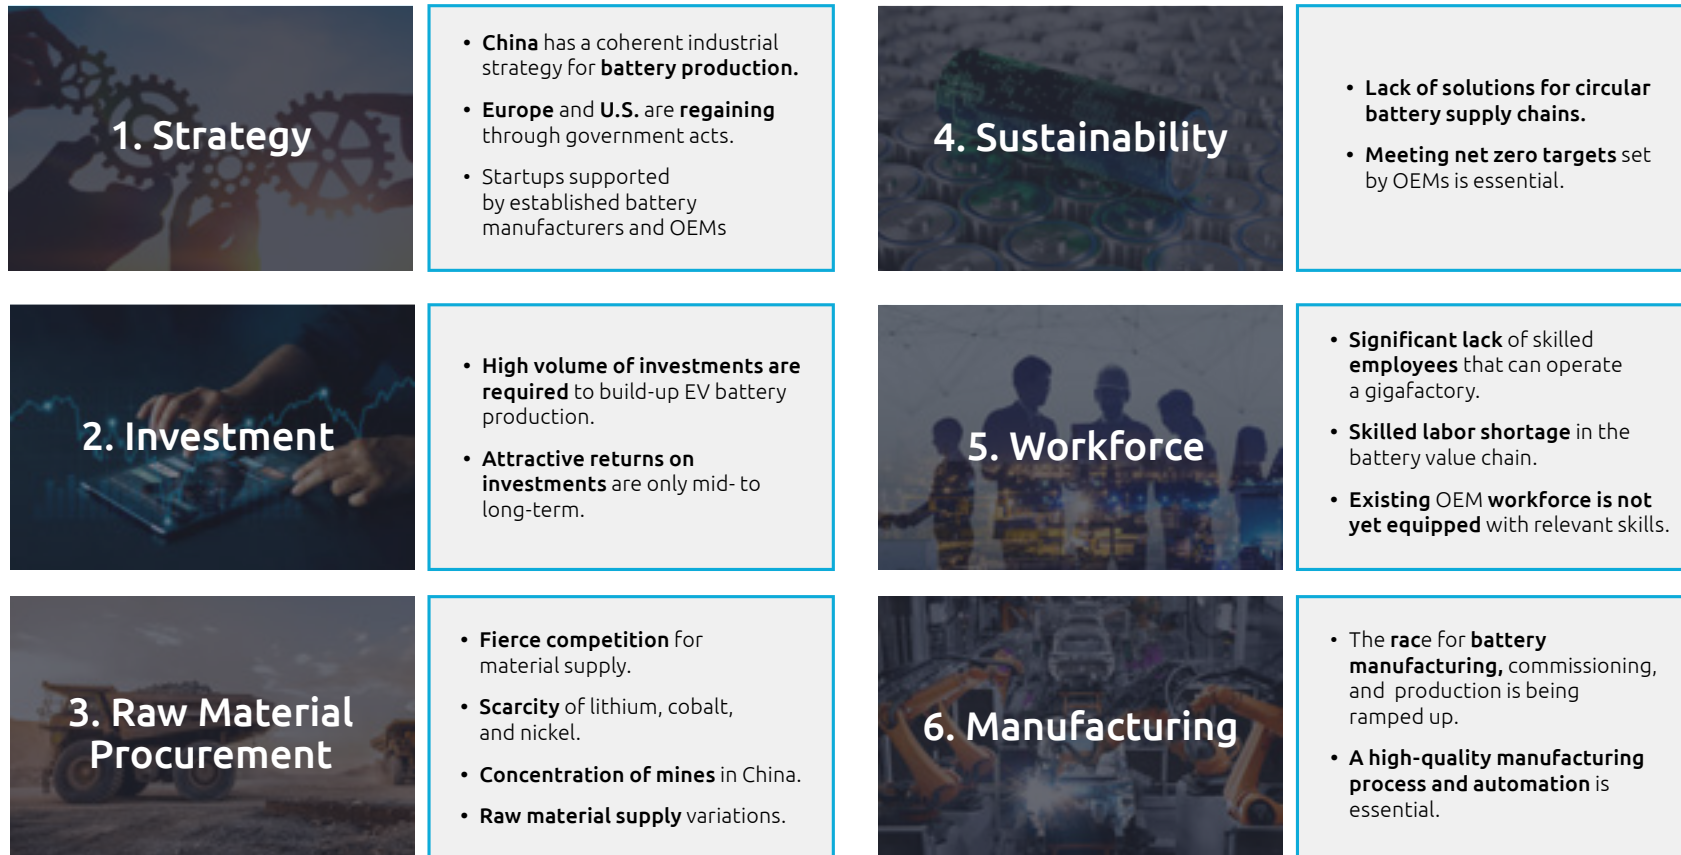 1. Strategy
• China has a coherent industrial
strategy for battery production.
• Europe and U.S. are regaining
through government acts.
• Startups supported
by established battery
manufacturers and OEMs
2. Investment
• High volume of investments are
required to build-up EV battery
production.
• Attractive returns on
investments are only mid- to
long-term.
3. Raw Material
Procurement
• Fierce competition for
material supply.
• Scarcity of lithium, cobalt,
and nickel.
• Concentration of mines in China.
• Raw material supply variations.
4. Sustainability
• Lack of solutions for circular
battery supply chains.
• Meeting net zero targets set
by OEMs is essential.
5. Workforce
• Significant lack of skilled
employees that can operate
a gigafactory.
• Skilled labor shortage in the
battery value chain.
• Existing OEM workforce is not
yet equipped with relevant skills.
6. Manufacturing
• The race for battery
manufacturing, commissioning,
and production is being
ramped up.
• A high-quality manufacturing
process and automation is
essential.